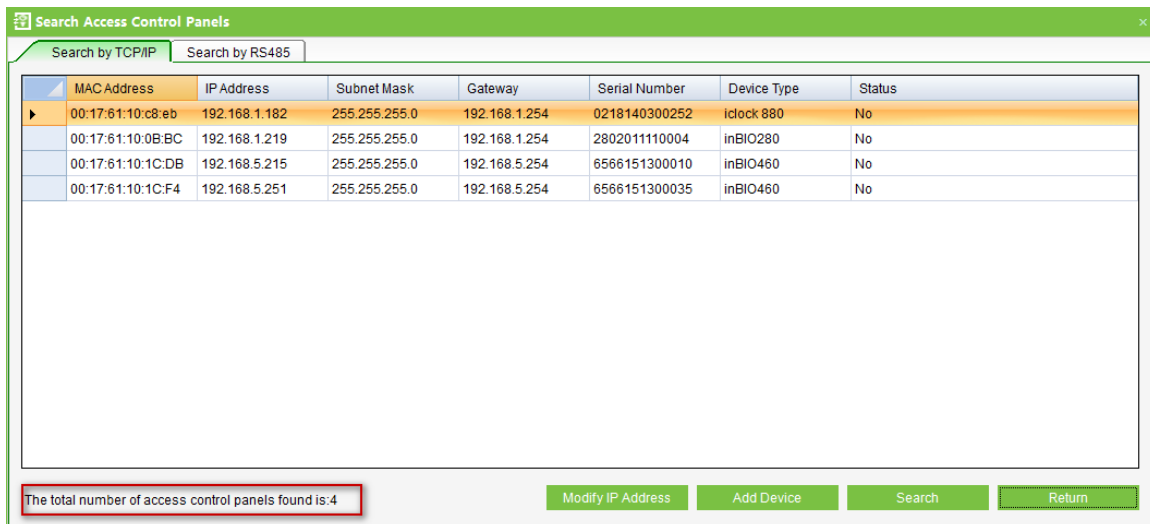 Search Access Control Panels
Search by TCP/IP Search by RS485
MAC Address IP Address Subnet Mask Gateway Serial Number Device Type Status
00:17:61:10:c8:eb 192.168.1.182 255.255.255.0 192.168.1.254 0218140300252 iclock 880 No
00:17:61:10:0B:BC 192.168.1.219 255.255.255.0 192.168.1.254 2802011110004 inBIO280 No
00:17:61:10:1C:DB 192.168.5.215 255.255.255.0 192.168.5.254 6566151300010 inBIO460 No
00:17:61:10:1C:F4 192.168.5.251 255.255.255.0 192.168.5.254 6566151300035 inBIO460 No
The total number of access control panels found is:4 Modify IP Address Add Device Search Return